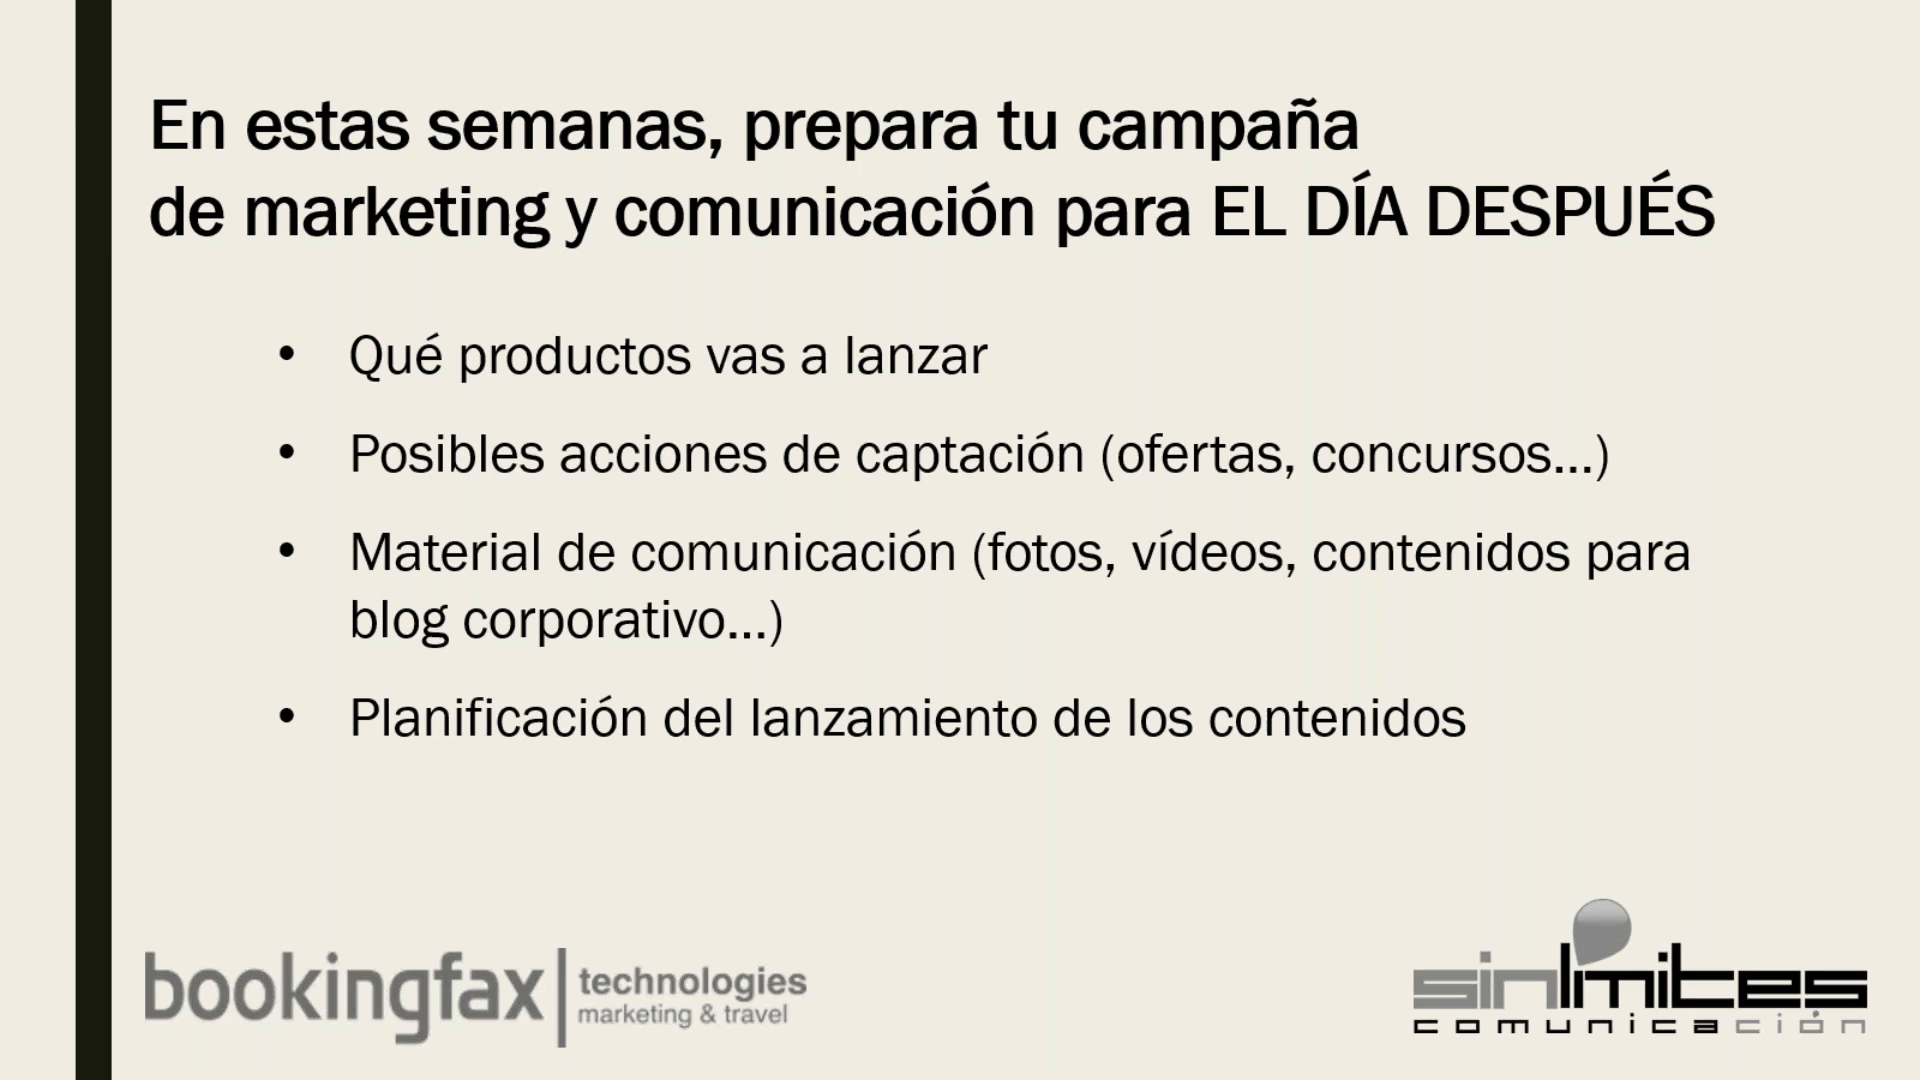 En estas semanas, prepara tu campaña
de marketing y comunicación para EL DÍA DESPUÉS
• Qué productos vas a lanzar
• Posibles acciones de captación (ofertas, concursos...)
• Material de comunicación (fotos, vídeos, contenidos para
blog corporativo...)
• Planificación del lanzamiento de los contenidos
bookingfax technologies
marketing & travel
sinlímites
comunicación